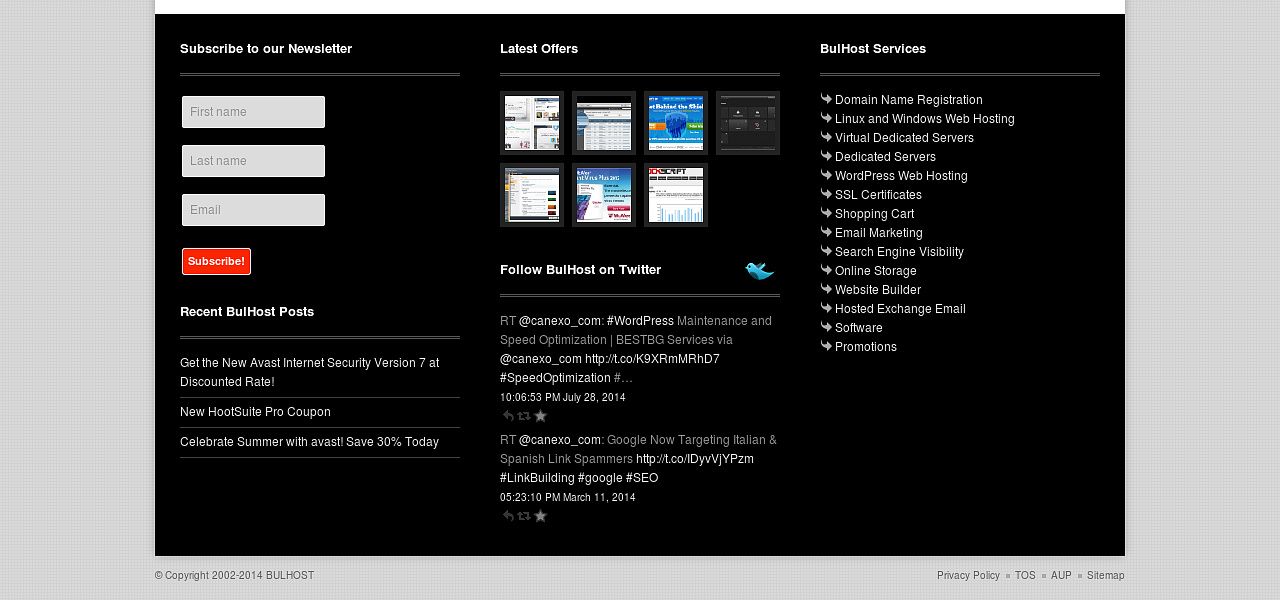 Subscribe to our Newsletter
First name
Last name
Email
Subscribe!
Recent BulHost Posts
Get the New Avast Internet Security Version 7 at
Discounted Rate!
New HootSuite Pro Coupon
Celebrate Summer with avast! Save 30% Today
Latest Offers
Follow BulHost on Twitter
RT @canexo_com: #WordPress Maintenance and
Speed Optimization | BESTBG Services via
@canexo_com http://t.co/K9XRmMRhD7
#SpeedOptimization #…
10:06:53 PM July 28, 2014
RT @canexo_com: Google Now Targeting Italian &
Spanish Link Spammers http://t.co/IDyvVjYPzm
#LinkBuilding #google #SEO
05:23:10 PM March 11, 2014
BulHost Services
Domain Name Registration
Linux and Windows Web Hosting
Virtual Dedicated Servers
Dedicated Servers
WordPress Web Hosting
SSL Certificates
Shopping Cart
Email Marketing
Search Engine Visibility
Online Storage
Website Builder
Hosted Exchange Email
Software
Promotions
© Copyright 2002-2014 BULHOST
Privacy Policy TOS AUP Sitemap